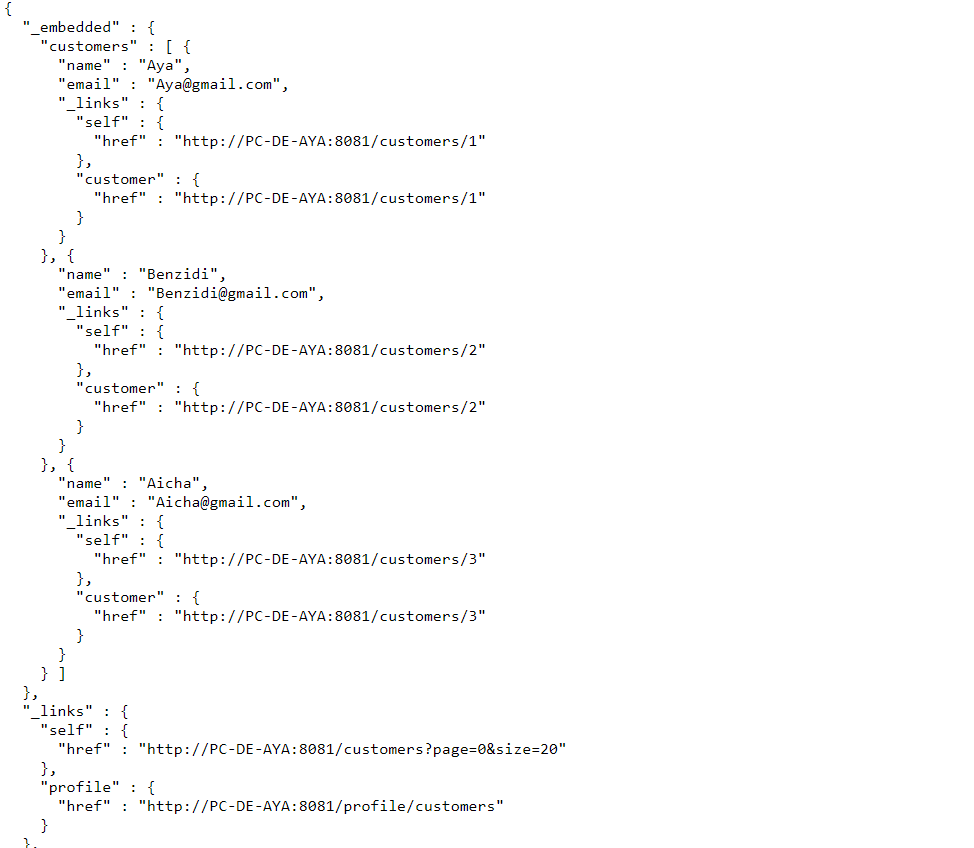 {
  "_embedded" : {
    "customers" : [ {
      "name" : "Aya",
      "email" : "Aya@gmail.com",
      "_links" : {
        "self" : {
          "href" : "http://PC-DE-AYA:8081/customers/1"
        },
        "customer" : {
          "href" : "http://PC-DE-AYA:8081/customers/1"
        }
      }
    }, {
      "name" : "Benzidi",
      "email" : "Benzidi@gmail.com",
      "_links" : {
        "self" : {
          "href" : "http://PC-DE-AYA:8081/customers/2"
        },
        "customer" : {
          "href" : "http://PC-DE-AYA:8081/customers/2"
        }
      }
    }, {
      "name" : "Aicha",
      "email" : "Aicha@gmail.com",
      "_links" : {
        "self" : {
          "href" : "http://PC-DE-AYA:8081/customers/3"
        },
        "customer" : {
          "href" : "http://PC-DE-AYA:8081/customers/3"
        }
      }
    } ]
  },
  "_links" : {
    "self" : {
      "href" : "http://PC-DE-AYA:8081/customers?page=0&size=20"
    },
    "profile" : {
      "href" : "http://PC-DE-AYA:8081/profile/customers"
    }
  },